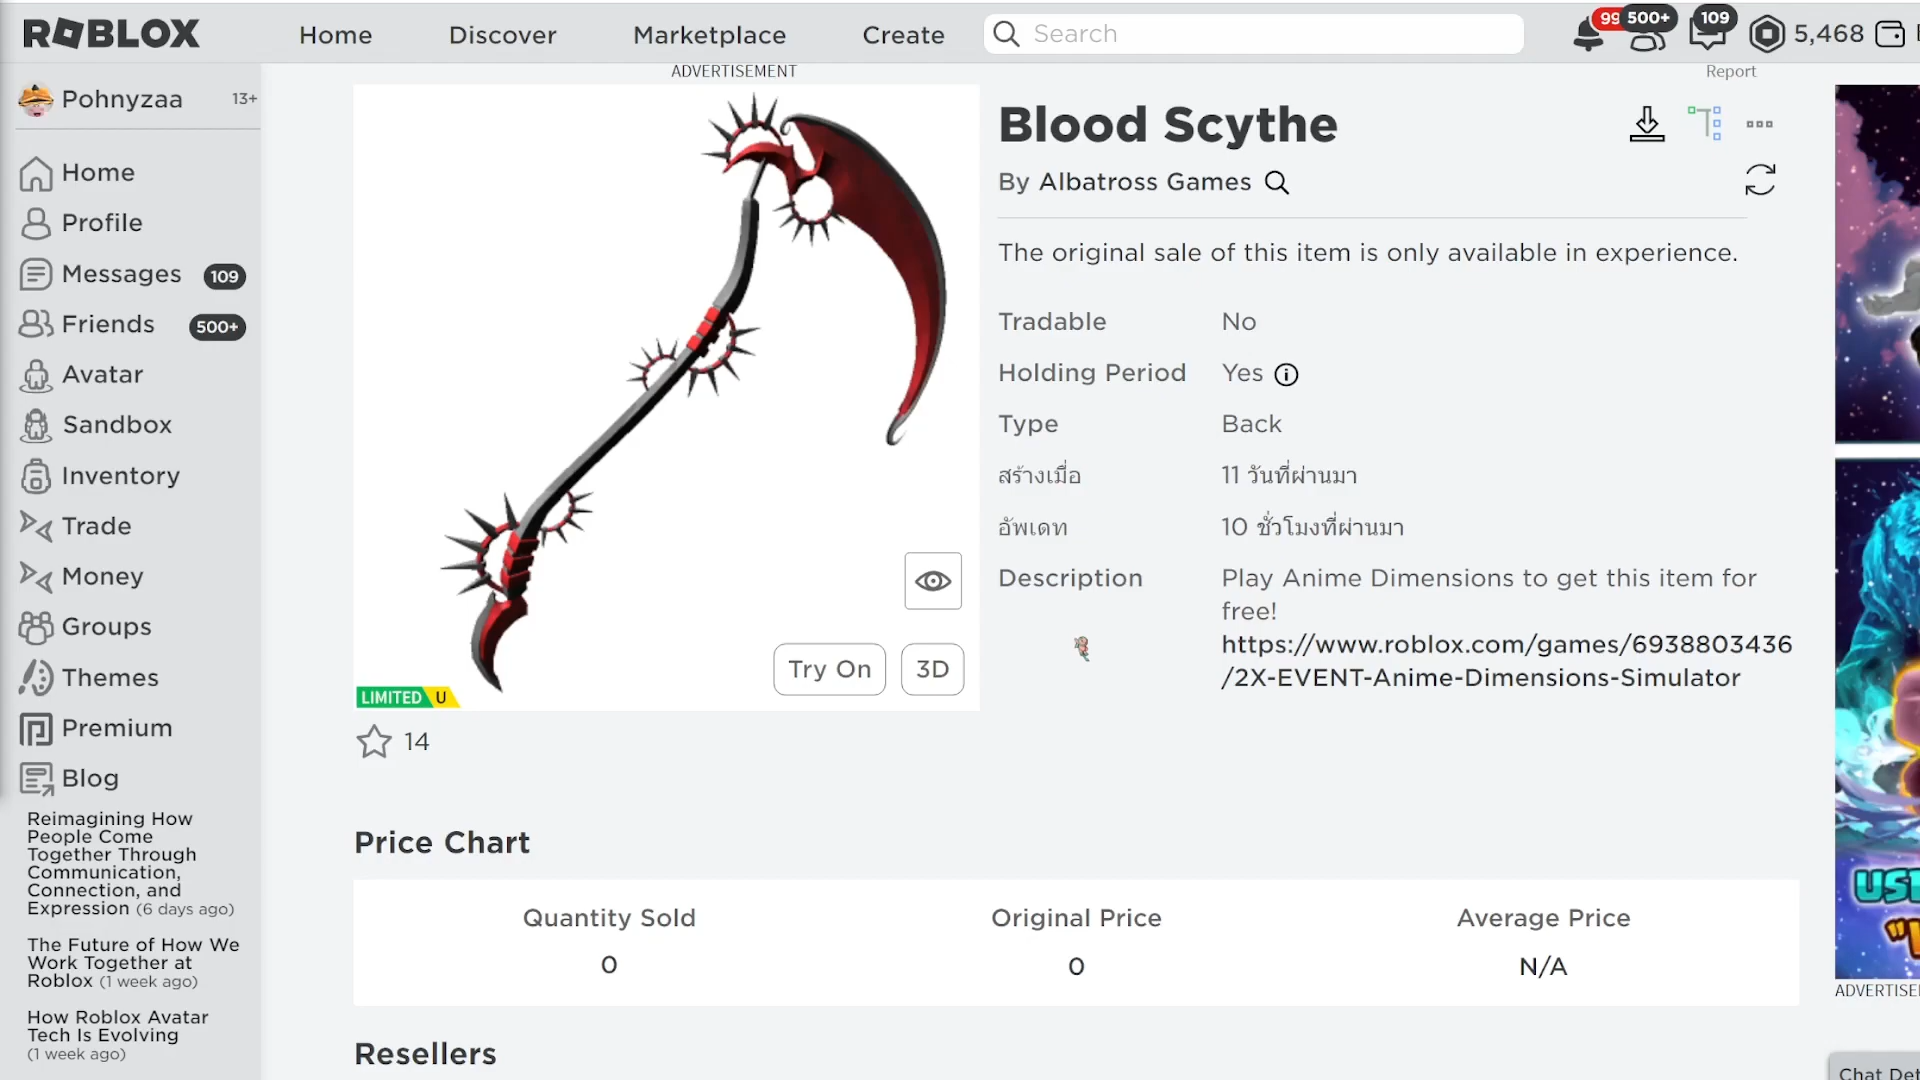 ROBLOX
Home
Discover
Marketplace
Create
Search
99
500+
109
5,468
ADVERTISEMENT
Report
Pohnyzaa
13+
Home
Profile
Messages
109
Friends
500+
Avatar
Sandbox
Inventory
Trade
Money
Groups
Themes
Premium
Blog
Reimagining How
People Come
Together Through
Communication,
Connection, and
Expression (6 days ago)
The Future of How We
Work Together at
Roblox (1 week ago)
How Roblox Avatar
Tech Is Evolving
(1 week ago)
Try On
3D
LIMITED U
14
Blood Scythe
By Albatross Games
The original sale of this item is only available in experience.
Tradable No
Holding Period Yes
Type Back
สร้างเมื่อ 11 วันที่ผ่านมา
อัพเดท 10 ชั่วโมงที่ผ่านมา
Description Play Anime Dimensions to get this item for
free!
https://www.roblox.com/games/6938803436
/2X-EVENT-Anime-Dimensions-Simulator
Price Chart
Quantity Sold
0
Original Price
0
Average Price
N/A
Resellers